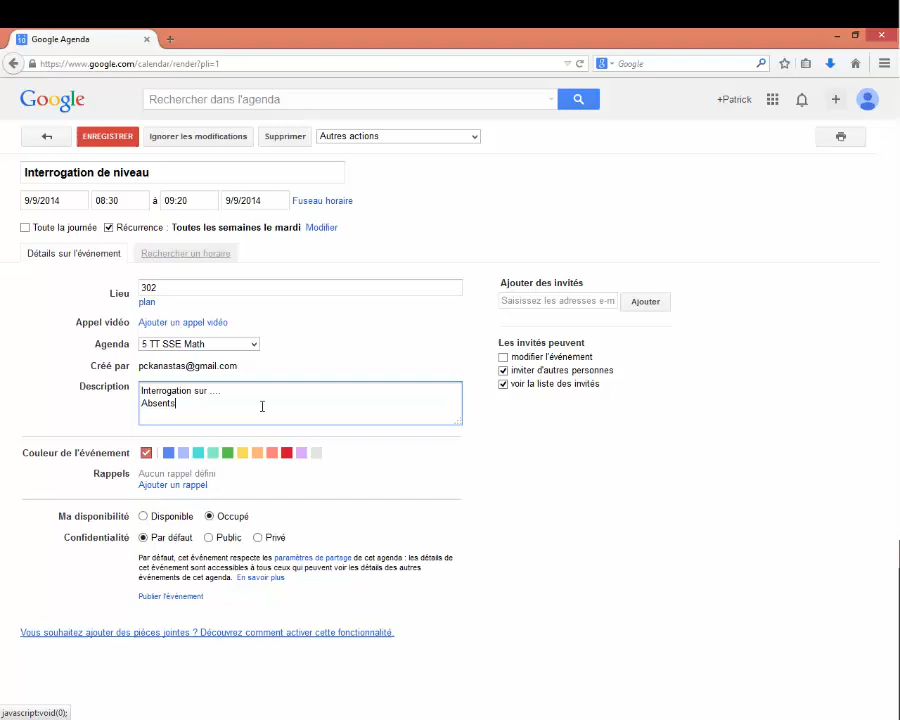 Google Agenda
https://www.google.com/calendar/render?pli=1
Google
Google
Rechercher dans l'agenda
+Patrick
ENREGISTRER
Ignorer les modifications
Supprimer
Autres actions
Interrogation de niveau
9/9/2014 08:30 à 09:20 9/9/2014 Fuseau horaire
Toute la journée Récurrence : Toutes les semaines le mardi Modifier
Détails sur l'événement Rechercher un horaire
Lieu 302
plan
Appel vidéo Ajouter un appel vidéo
Agenda 5 TT SSE Math
Créé par pckanastas@gmail.com
Description Interrogation sur ....
Absents
Couleur de l'événement
Rappels Aucun rappel défini
Ajouter un rappel
Ma disponibilité Disponible Occupé
Confidentialité Par défaut Public Privé
Par défaut, cet événement respecte les paramètres de partage de cet agenda : les détails de
cet événement sont accessibles à tous ceux qui peuvent voir les détails des autres
événements de cet agenda. En savoir plus
Publier l'événement
Vous souhaitez ajouter des pièces jointes ? Découvrez comment activer cette fonctionnalité.
Ajouter des invités
Saisissez les adresses e-m Ajouter
Les invités peuvent
modifier l'événement
inviter d'autres personnes
voir la liste des invités
javascript:void(0);